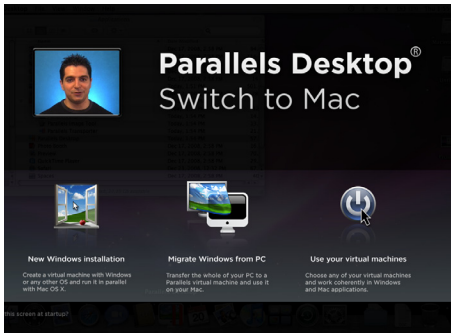 Parallels Desktop®
Switch to Mac
New Windows installation
Create a virtual machine with Windows
or any other OS and run it in parallel
with Mac OS X.
Migrate Windows from PC
Transfer the whole of your PC to a
Parallels virtual machine and use it
on your Mac.
Use your virtual machines
Choose any of your virtual machines
and work coherently in Windows
and Mac applications.
this screen at startup?